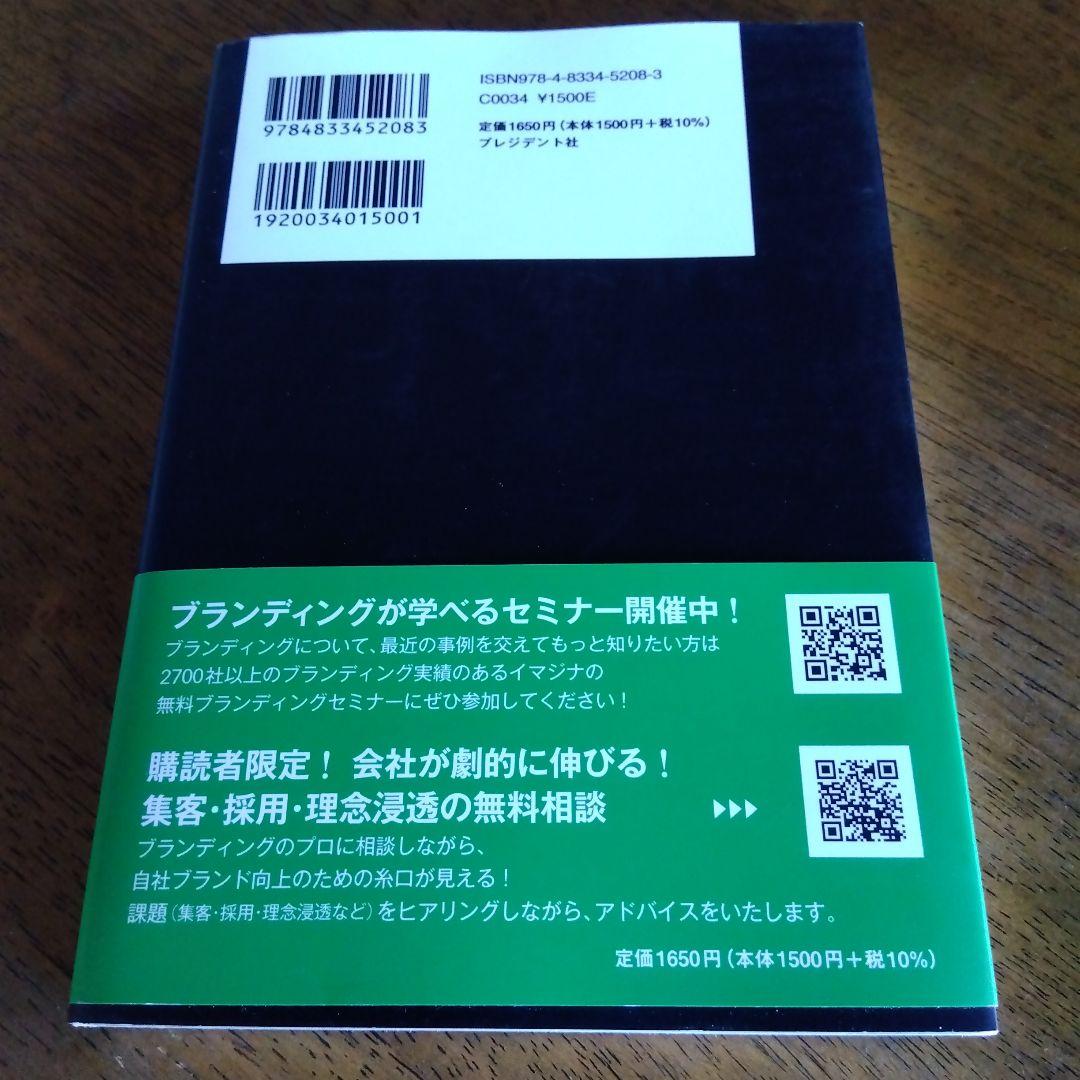 ISBN978-4-8334-5208-3
C0034 ¥1500E
定価1650円(本体1500円+税10%)
プレジデント社
9784833452083
1920034015001
ブランディングが学べるセミナー開催中！
ブランディングについて、最近の事例を交えてもっと知りたい方は
2700社以上のブランディング実績のあるイマジナの
無料ブランディングセミナーにぜひ参加してください！
購読者限定！ 会社が劇的に伸びる！
集客・採用・理念浸透の無料相談
ブランディングのプロに相談しながら、
自社ブランド向上のための糸口が見える！
課題(集客・採用・理念浸透など)をヒアリングしながら、アドバイスをいたします。
定価1650円(本体1500円+税10%)